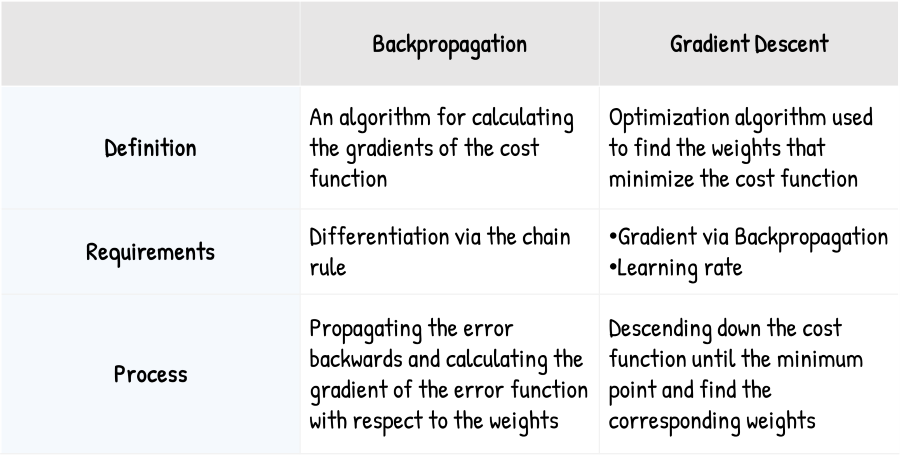 Backpropagation
Gradient Descent
Definition
An algorithm for calculating
the gradients of the cost
function
Optimization algorithm used
to find the weights that
minimize the cost function
Requirements
Differentiation via the chain
rule
•Gradient via Backpropagation
•Learning rate
Process
Propagating the error
backwards and calculating the
gradient of the error function
with respect to the weights
Descending down the cost
function until the minimum
point and find the
corresponding weights